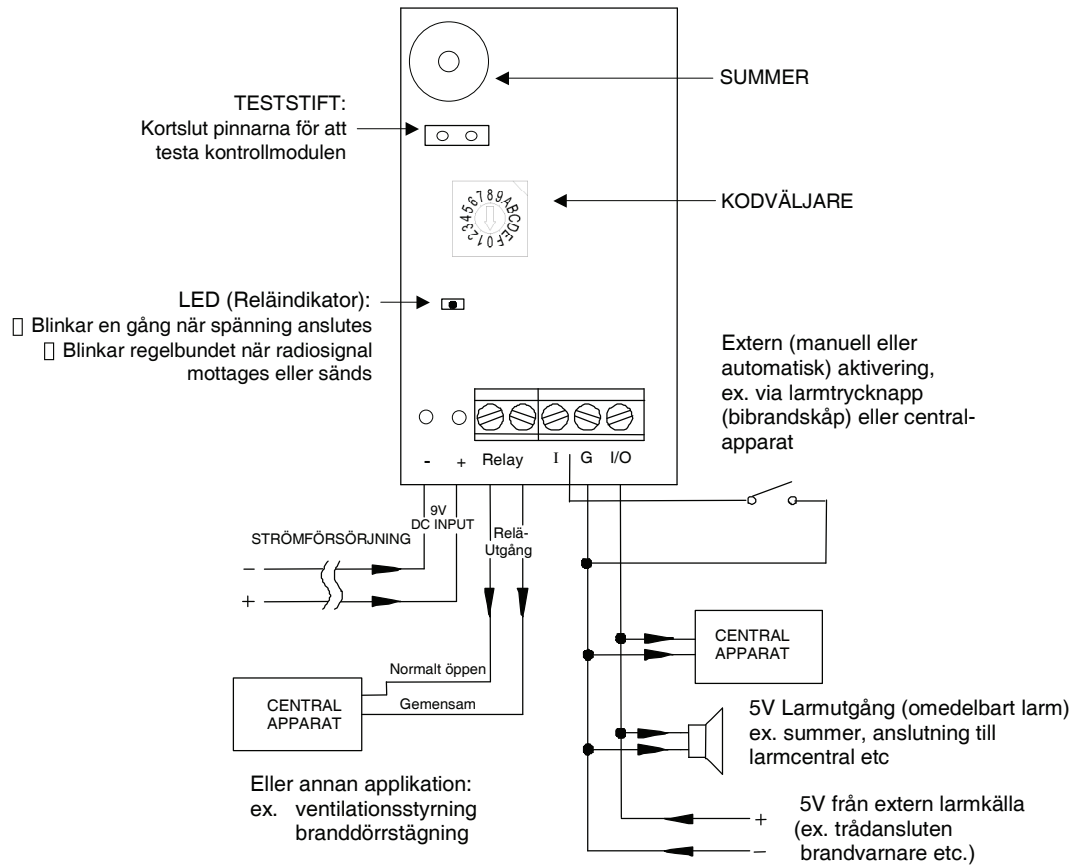 SUMMER
TESTSTIFT:
Kortslut pinnarna för att
testa kontrollmodulen
KODVÄLJARE
0123456789ABCDEF
LED (Reläindikator):
▯ Blinkar en gång när spänning anslutes
▯ Blinkar regelbundet när radiosignal
mottages eller sänds
Extern (manuell eller
automatisk) aktivering,
ex. via larmtrycknapp
(bibrandskåp) eller central-
apparat
- + Relay I G I/O
9V
DC INPUT
Relä-
Utgång
STRÖMFÖRSÖRJNING
−
+
CENTRAL
APPARAT
Normalt öppen
Gemensam
CENTRAL
APPARAT
5V Larmutgång (omedelbart larm)
ex. summer, anslutning till
larmcentral etc
Eller annan applikation:
ex. ventilationsstyrning
branddörrstägning
+ 5V från extern larmkälla
(ex. trådansluten
− brandvarnare etc.)